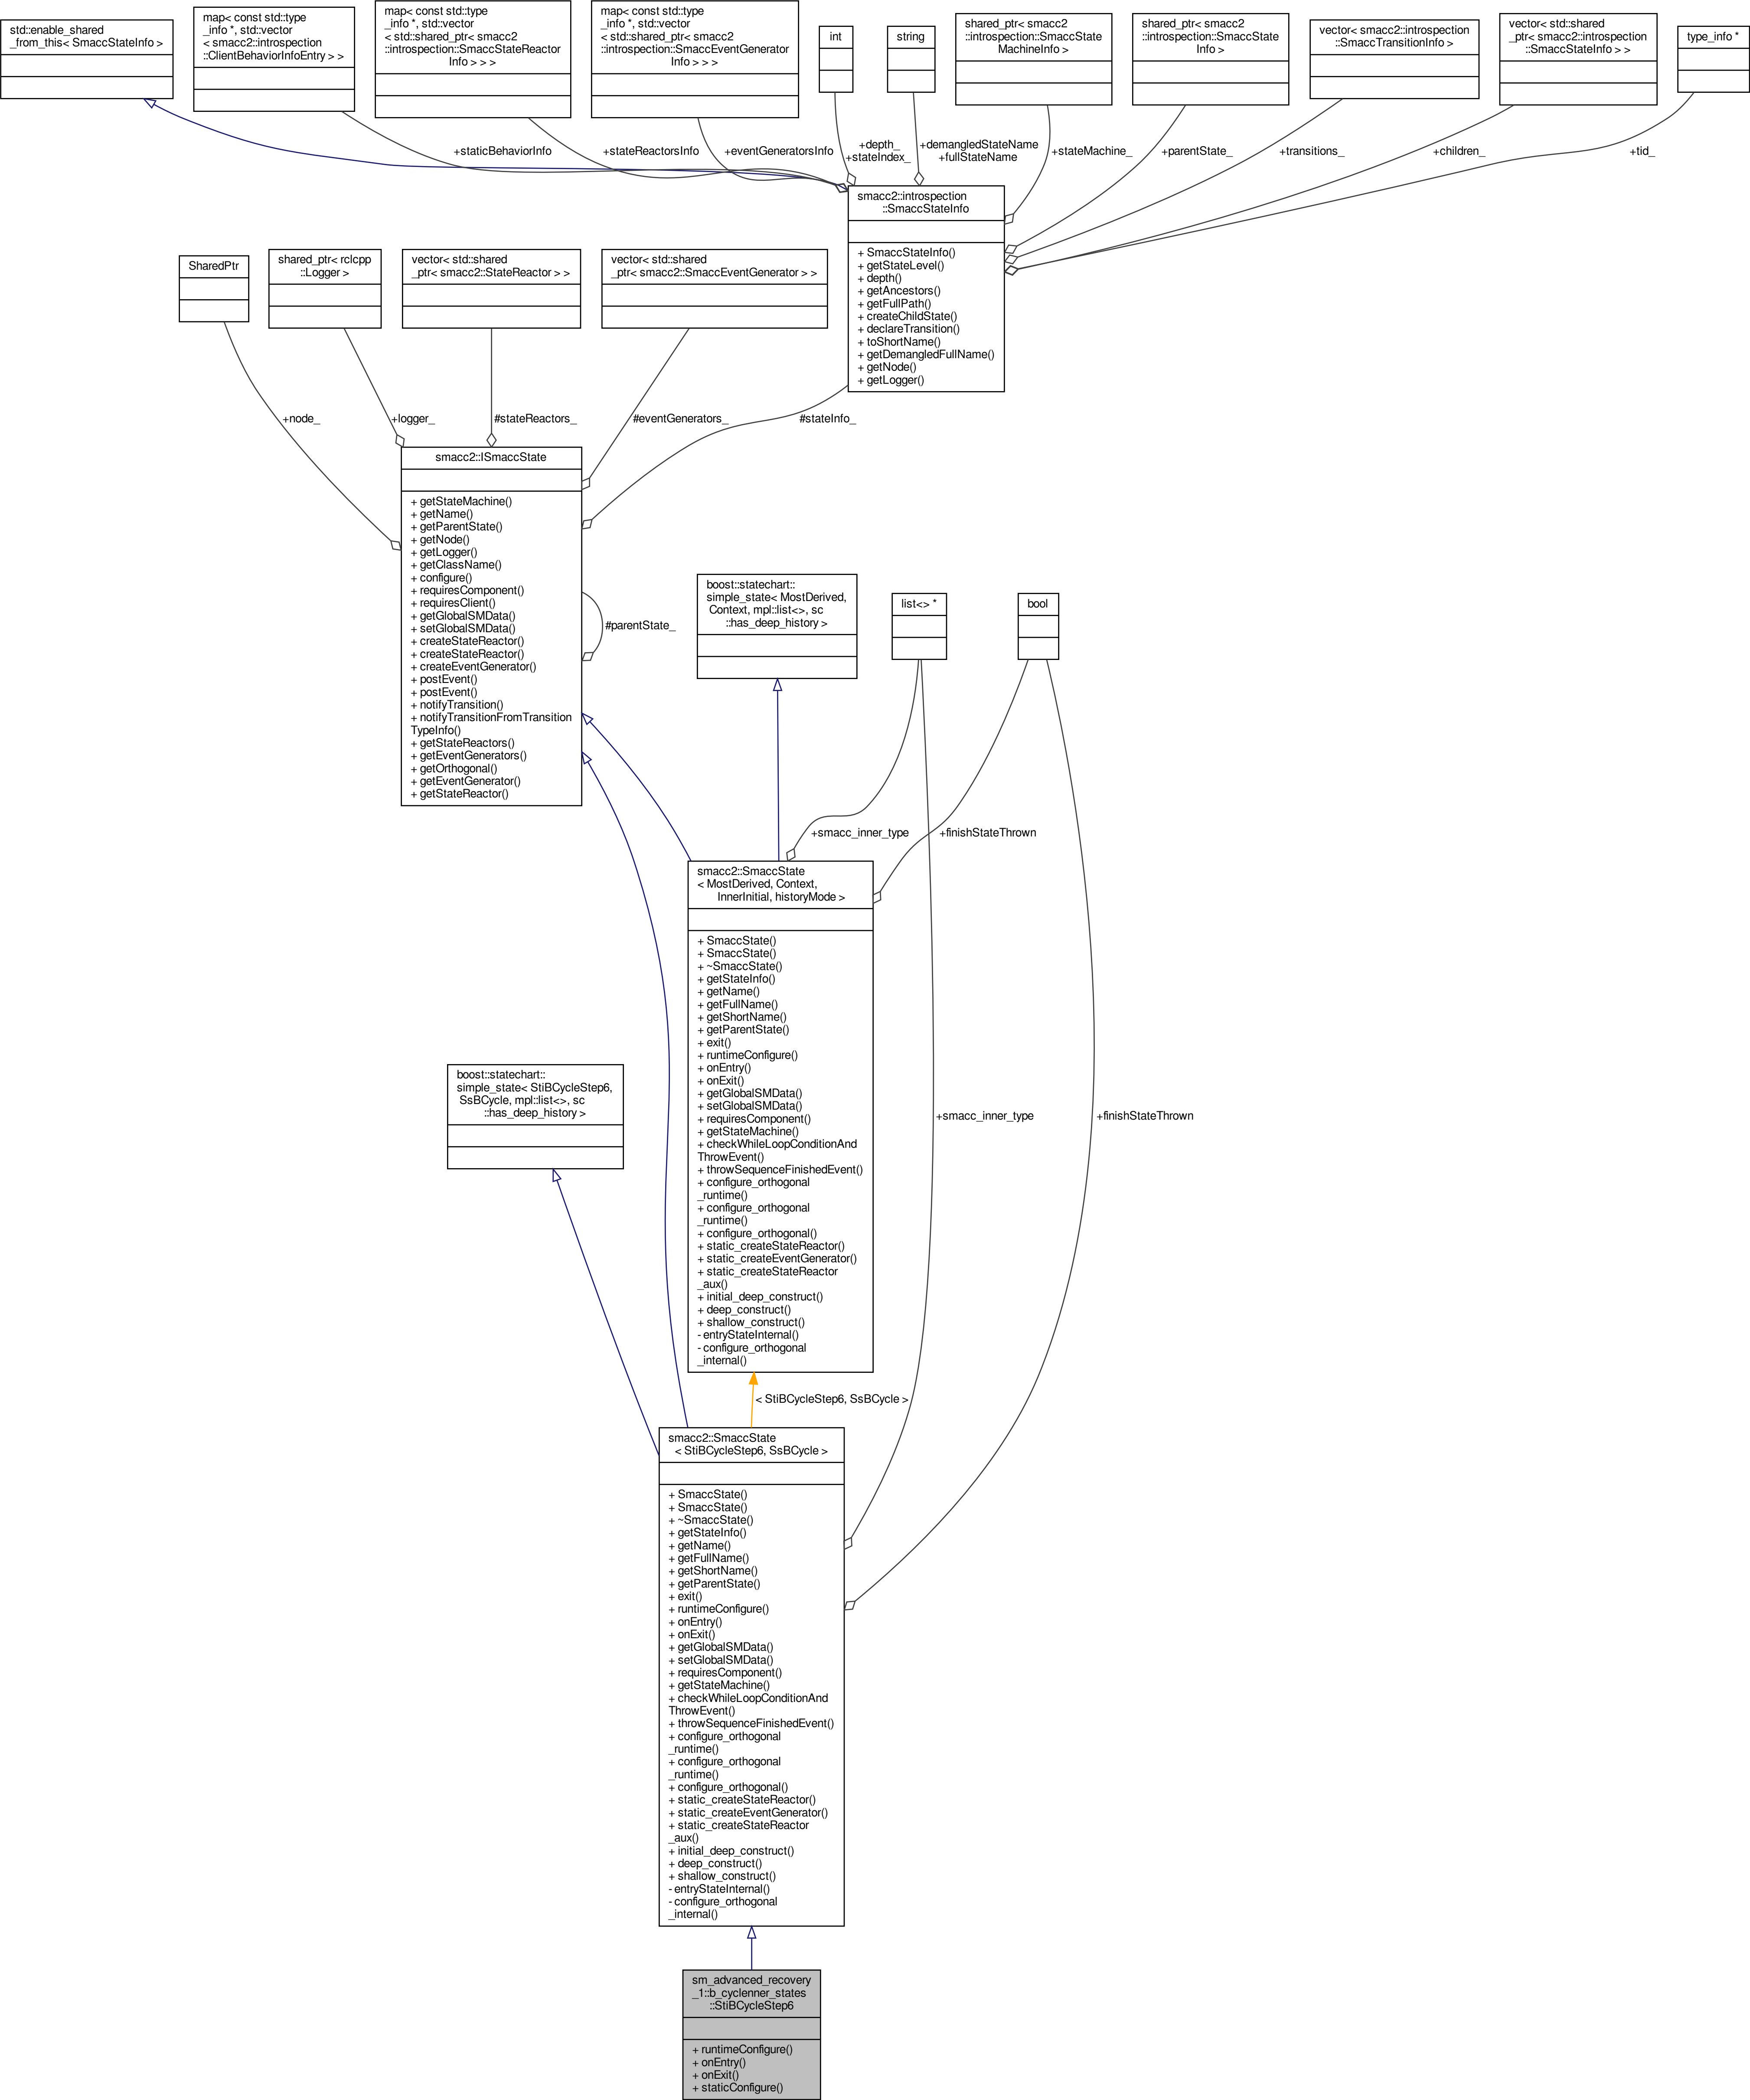 std::enable_shared
_from_this< SmaccStateInfo >
map< const std::type
_info *, std::vector
< smacc2::introspection
::ClientBehaviorInfoEntry > >
map< const std::type
_info *, std::vector
< std::shared_ptr< smacc2
::introspection::SmaccStateReactor
Info > > >
map< const std::type
_info *, std::vector
< std::shared_ptr< smacc2
::introspection::SmaccEventGenerator
Info > > >
int
string
shared_ptr< smacc2
::introspection::SmaccState
MachineInfo >
shared_ptr< smacc2
::introspection::SmaccState
Info >
vector< smacc2::introspection
::SmaccTransitionInfo >
vector< std::shared
_ptr< smacc2::introspection
::SmaccStateInfo > >
type_info *
+staticBehaviorInfo
+stateReactorsInfo
+eventGeneratorsInfo
+depth_
+stateIndex_
+demangledStateName
+fullStateName
+stateMachine_
+parentState_
+transitions_
+children_
+tid_
smacc2::introspection
::SmaccStateInfo
+ SmaccStateInfo()
+ getStateLevel()
+ depth()
+ getAncestors()
+ getFullPath()
+ createChildState()
+ declareTransition()
+ toShortName()
+ getDemangledFullName()
+ getNode()
+ getLogger()
SharedPtr
shared_ptr< rclcpp
::Logger >
vector< std::shared
_ptr< smacc2::StateReactor > >
vector< std::shared
_ptr< smacc2::SmaccEventGenerator > >
+node_
+logger_
#stateReactors_
#eventGenerators_
#stateInfo_
smacc2::ISmaccState
+ getStateMachine()
+ getName()
+ getParentState()
+ getNode()
+ getLogger()
+ getClassName()
+ configure()
+ requiresComponent()
+ requiresClient()
+ getGlobalSMData()
+ setGlobalSMData()
+ createStateReactor()
+ createStateReactor()
+ createEventGenerator()
+ postEvent()
+ postEvent()
+ notifyTransition()
+ notifyTransitionFromTransition
TypeInfo()
+ getStateReactors()
+ getEventGenerators()
+ getOrthogonal()
+ getEventGenerator()
+ getStateReactor()
#parentState_
boost::statechart::
simple_state< MostDerived,
Context, mpl::list<>, sc
::has_deep_history >
list<> *
bool
+smacc_inner_type
+finishStateThrown
smacc2::SmaccState
< MostDerived, Context,
InnerInitial, historyMode >
+ SmaccState()
+ SmaccState()
+ ~SmaccState()
+ getStateInfo()
+ getName()
+ getFullName()
+ getShortName()
+ getParentState()
+ exit()
+ runtimeConfigure()
+ onEntry()
+ onExit()
+ getGlobalSMData()
+ setGlobalSMData()
+ requiresComponent()
+ getStateMachine()
+ checkWhileLoopConditionAnd
ThrowEvent()
+ throwSequenceFinishedEvent()
+ configure_orthogonal
_runtime()
+ configure_orthogonal
_runtime()
+ configure_orthogonal()
+ static_createStateReactor()
+ static_createEventGenerator()
+ static_createStateReactor
_aux()
+ initial_deep_construct()
+ deep_construct()
+ shallow_construct()
- entryStateInternal()
- configure_orthogonal
_internal()
boost::statechart::
simple_state< StiBCycleStep6,
SsBCycle, mpl::list<>, sc
::has_deep_history >
+smacc_inner_type
+finishStateThrown
< StiBCycleStep6, SsBCycle >
smacc2::SmaccState
< StiBCycleStep6, SsBCycle >
+ SmaccState()
+ SmaccState()
+ ~SmaccState()
+ getStateInfo()
+ getName()
+ getFullName()
+ getShortName()
+ getParentState()
+ exit()
+ runtimeConfigure()
+ onEntry()
+ onExit()
+ getGlobalSMData()
+ setGlobalSMData()
+ requiresComponent()
+ getStateMachine()
+ checkWhileLoopConditionAnd
ThrowEvent()
+ throwSequenceFinishedEvent()
+ configure_orthogonal
_runtime()
+ configure_orthogonal
_runtime()
+ configure_orthogonal()
+ static_createStateReactor()
+ static_createEventGenerator()
+ static_createStateReactor
_aux()
+ initial_deep_construct()
+ deep_construct()
+ shallow_construct()
- entryStateInternal()
- configure_orthogonal
_internal()
sm_advanced_recovery
_1::b_cyclenner_states
::StiBCycleStep6
+ runtimeConfigure()
+ onEntry()
+ onExit()
+ staticConfigure()